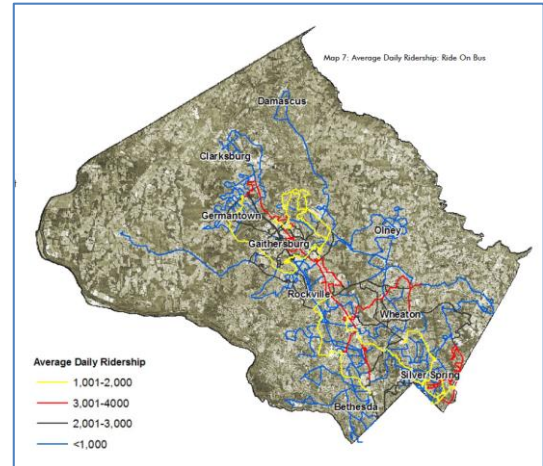 Map 7: Average Daily Ridership: Ride On Bus
Damascus
Clarksburg
Germantown
Olney
Gaithersburg
Rockville
Wheaton
Silver Spring
Bethesda
Average Daily Ridership
1,001-2,000
3,001-4000
2,001-3,000
<1,000